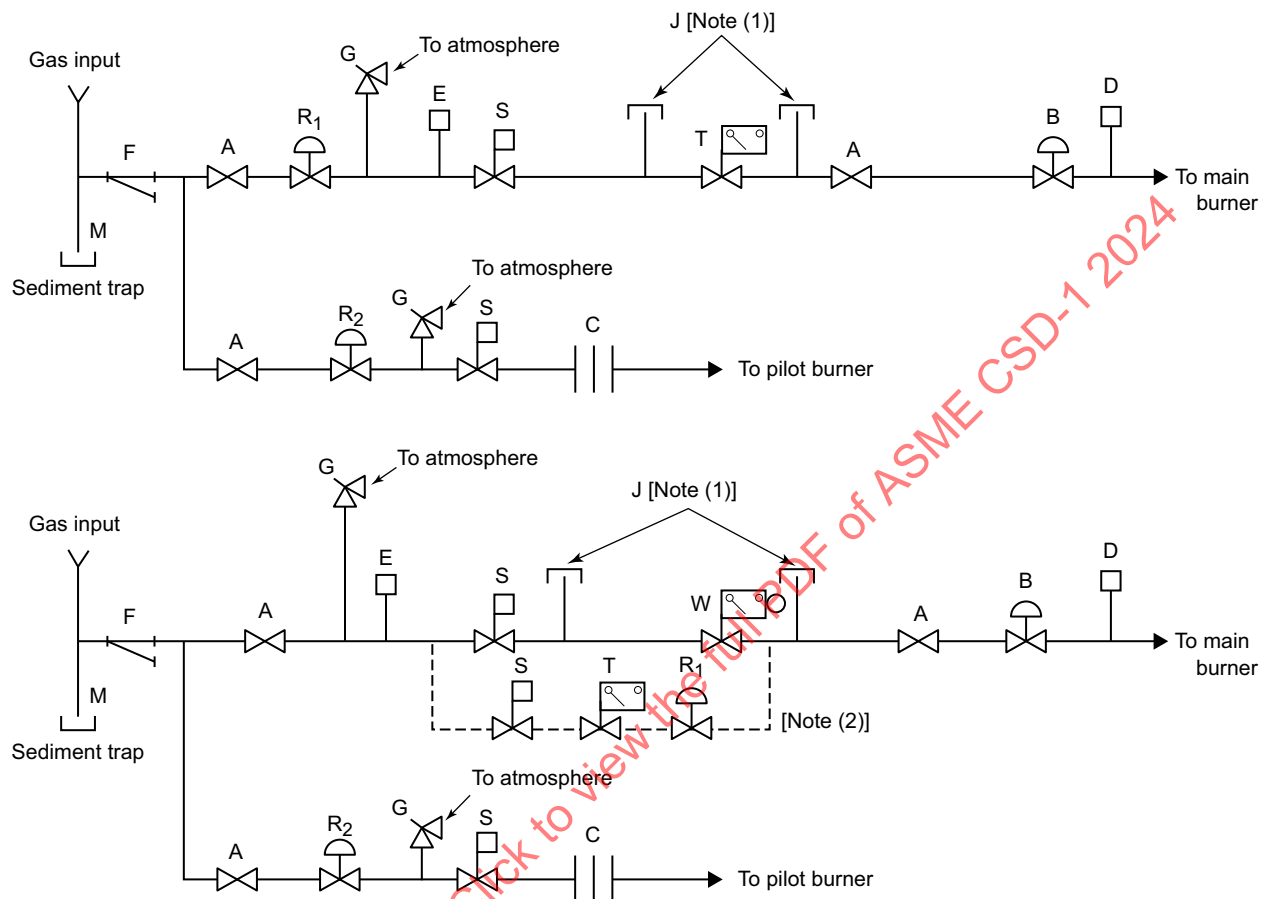 J [Note (1)]
Gas input
G
To atmosphere
E
S
R1
D
F
A
T
A
B
To main
burner
M
Sediment trap
To atmosphere
G
S
R2
A
C
To pilot burner
G
To atmosphere
J [Note (1)]
Gas input
E
S
D
F
A
W
A
B
To main
burner
M
S
T
R1
[Note (2)]
Sediment trap
To atmosphere
G
S
R2
A
C
To pilot burner
Click to view the full PDF of ASME CSD-1 2024